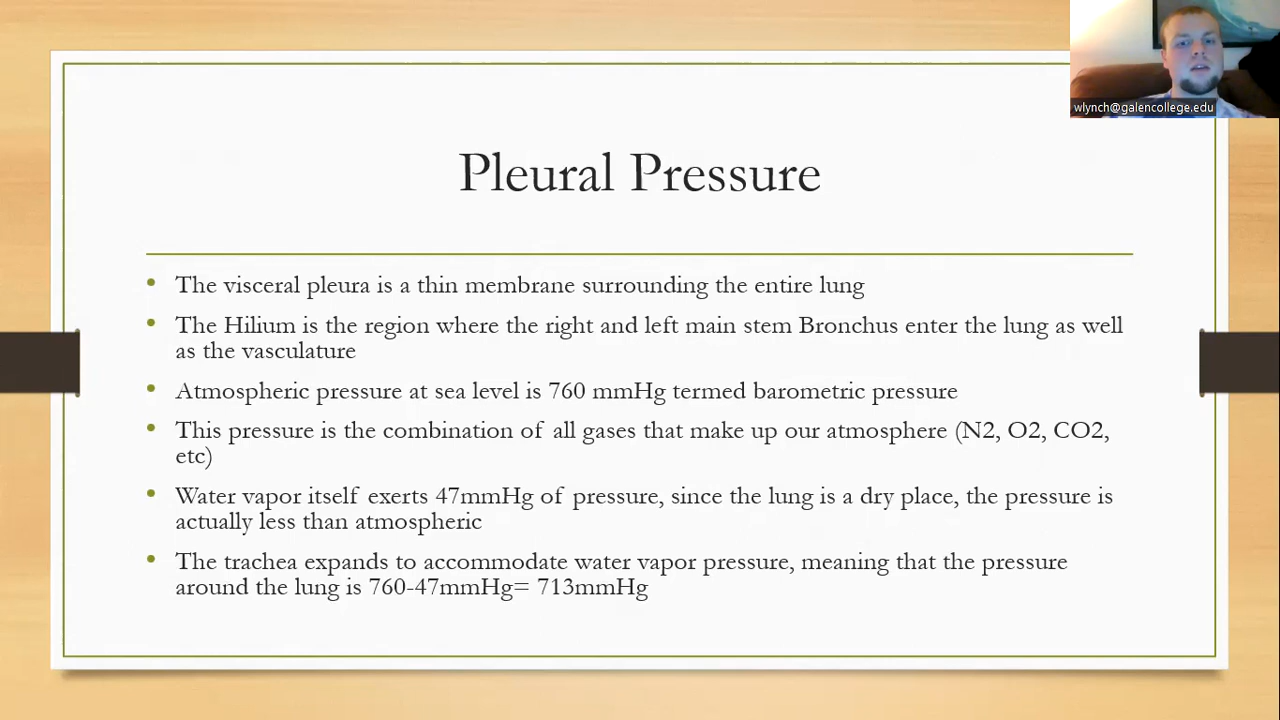 wlynch@galencollege.edu
Pleural Pressure
• The visceral pleura is a thin membrane surrounding the entire lung
• The Hilium is the region where the right and left main stem Bronchus enter the lung as well
as the vasculature
• Atmospheric pressure at sea level is 760 mmHg termed barometric pressure
• This pressure is the combination of all gases that make up our atmosphere (N2, O2, CO2,
etc)
• Water vapor itself exerts 47mmHg of pressure, since the lung is a dry place, the pressure is
actually less than atmospheric
• The trachea expands to accommodate water vapor pressure, meaning that the pressure
around the lung is 760-47mmHg= 713mmHg